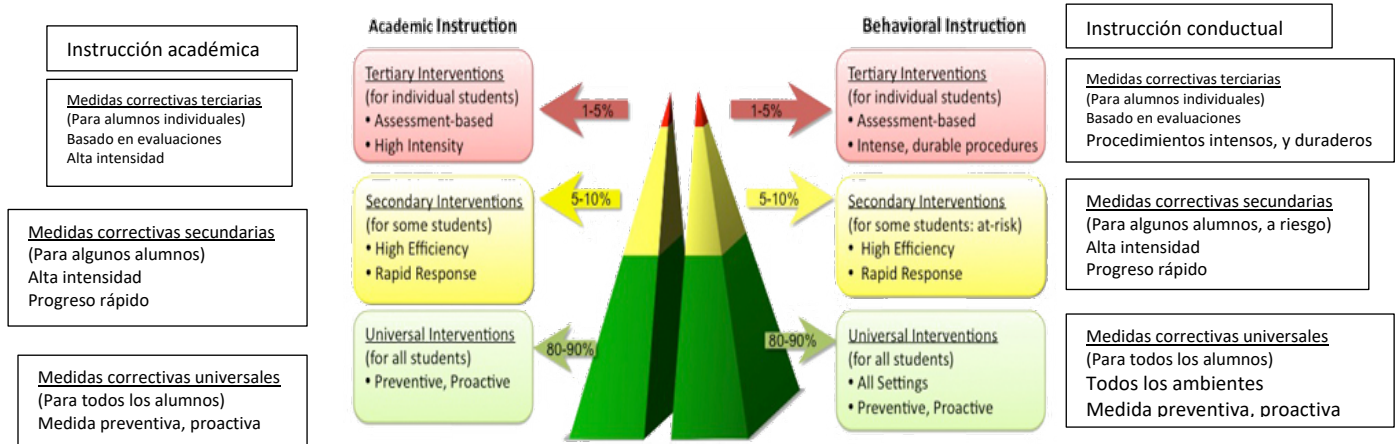 Instrucción académica
Medidas correctivas terciarias
(Para alumnos individuales)
Basado en evaluaciones
Alta intensidad
Medidas correctivas secundarias
(Para algunos alumnos)
Alta intensidad
Progreso rápido
Medidas correctivas universales
(Para todos los alumnos)
Medida preventiva, proactiva
Academic Instruction
Tertiary Interventions
(for individual students)
• Assessment-based
• High Intensity
1-5%
Secondary Interventions
(for some students)
• High Efficiency
• Rapid Response
5-10%
Universal Interventions
(for all students)
• Preventive, Proactive
80-90%
Behavioral Instruction
1-5%
Tertiary Interventions
(for individual students)
• Assessment-based
• Intense, durable procedures
5-10%
Secondary Interventions
(for some students: at-risk)
• High Efficiency
• Rapid Response
80-90%
Universal Interventions
(for all students)
• All Settings
• Preventive, Proactive
Instrucción conductual
Medidas correctivas terciarias
(Para alumnos individuales)
Basado en evaluaciones
Procedimientos intensos, y duraderos
Medidas correctivas secundarias
(Para algunos alumnos, a riesgo)
Alta intensidad
Progreso rápido
Medidas correctivas universales
(Para todos los alumnos)
Todos los ambientes
Medida preventiva, proactiva